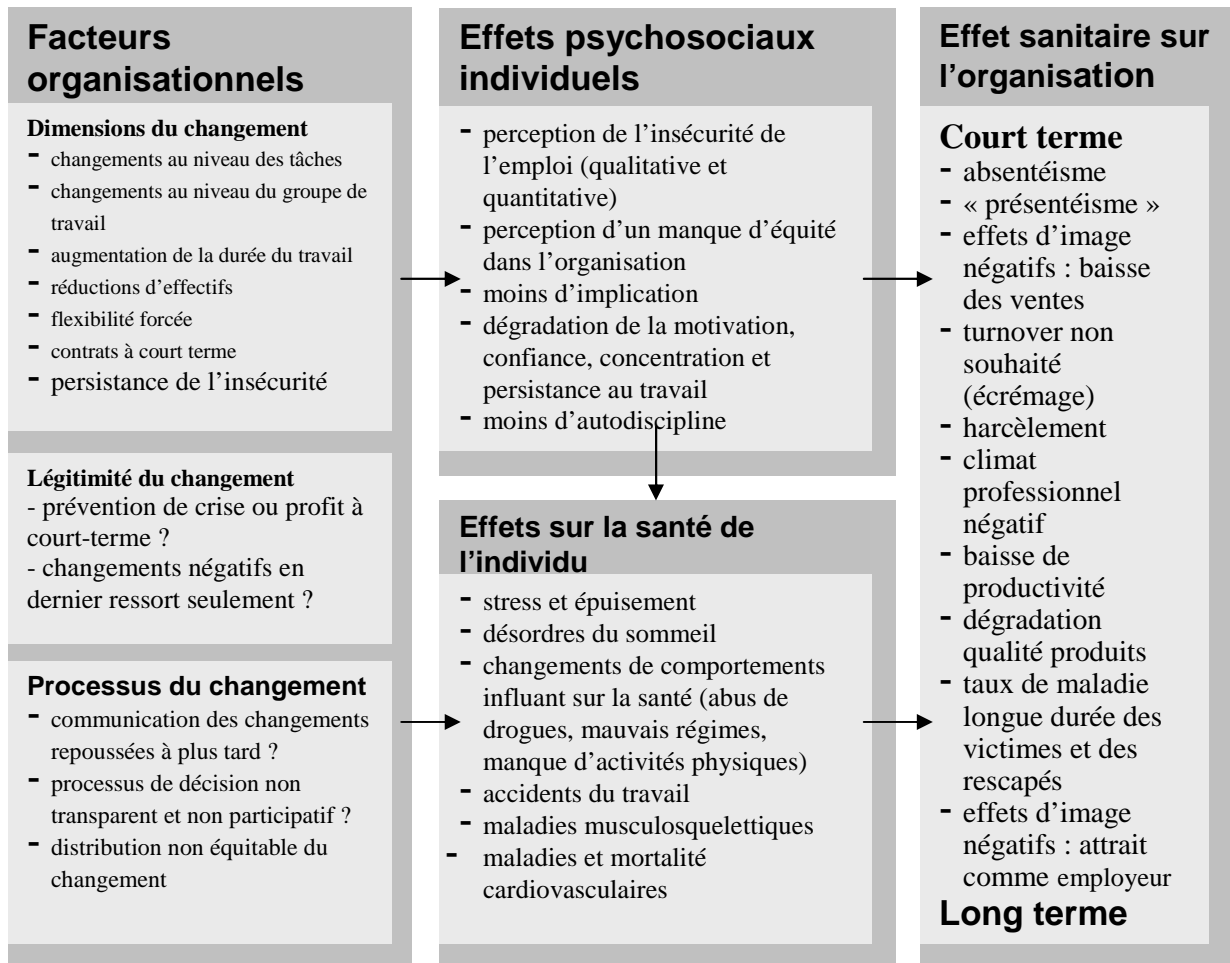 Facteurs
organisationnels
Dimensions du changement
- changements au niveau des tâches
- changements au niveau du groupe de
travail
- augmentation de la durée du travail
- réductions d’effectifs
- flexibilité forcée
- contrats à court terme
- persistance de l’insécurité
Légitimité du changement
- prévention de crise ou profit à
court-terme ?
- changements négatifs en
dernier ressort seulement ?
Processus du changement
- communication des changements
repoussées à plus tard ?
- processus de décision non
transparent et non participatif ?
- distribution non équitable du
changement
Effets psychosociaux
individuels
- perception de l’insécurité de
l’emploi (qualitative et
quantitative)
- perception d’un manque d’équité
dans l’organisation
- moins d’implication
- dégradation de la motivation,
confiance, concentration et
persistance au travail
- moins d’autodiscipline
Effets sur la santé de
l’individu
- stress et épuisement
- désordres du sommeil
- changements de comportements
influant sur la santé (abus de
drogues, mauvais régimes,
manque d’activités physiques)
- accidents du travail
- maladies musculosquelettiques
- maladies et mortalité
cardiovasculaires
Effet sanitaire sur
l’organisation
Court terme
- absentéisme
- « présentéisme »
- effets d’image
négatifs : baisse
des ventes
- turnover non
souhaité
(écrémage)
- harcèlement
- climat
professionnel
négatif
- baisse de
productivité
- dégradation
qualité produits
- taux de maladie
longue durée des
victimes et des
rescapés
- effets d’image
négatifs : attrait
comme employeur
Long terme